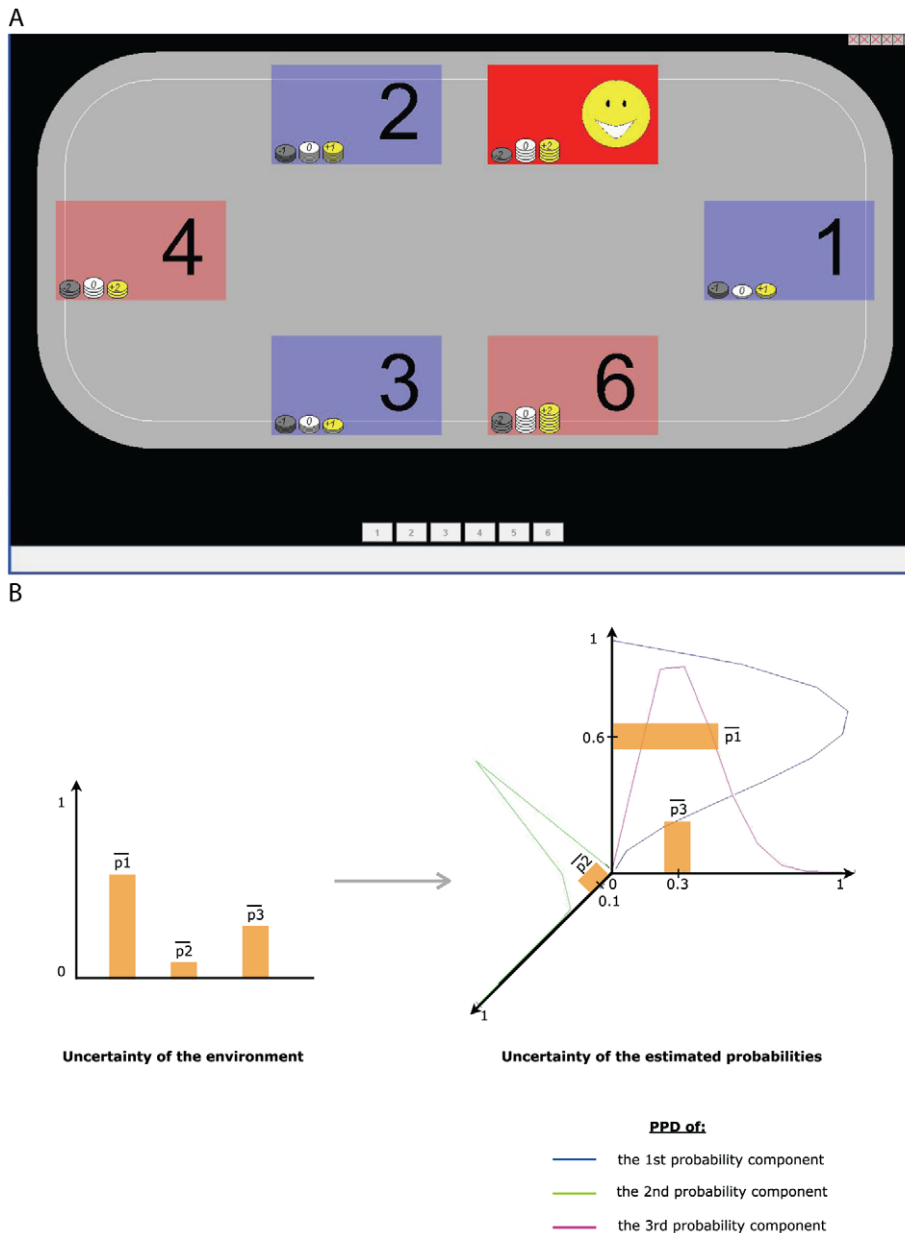 A
2
-1 0 +1
-2 0 +2
4
-2 0 +2
1
-1 0 +1
3
-1 0 +1
6
-2 0 +2
1 2 3 4 5 6
B
1
p1
p2
p3
0
1
0.6
p1
p3
p2
0
0.1
0.3
1
1
Uncertainty of the environment
Uncertainty of the estimated probabilities
PPD of:
the 1st probability component
the 2nd probability component
the 3rd probability component